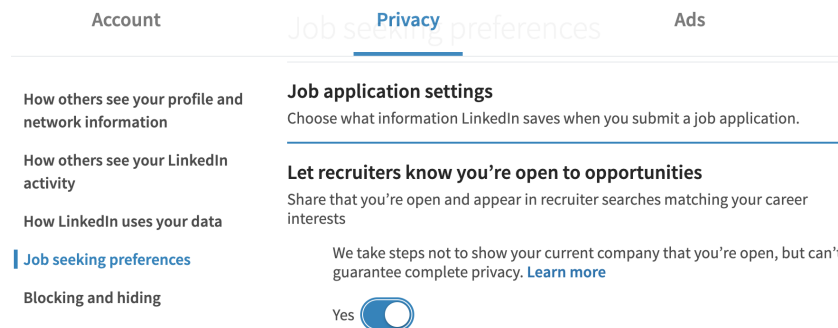 Account Privacy Ads
Job seeking preferences
How others see your profile and
network information
How others see your LinkedIn
activity
How LinkedIn uses your data
Job seeking preferences
Blocking and hiding
Job application settings
Choose what information LinkedIn saves when you submit a job application.
Let recruiters know you’re open to opportunities
Share that you’re open and appear in recruiter searches matching your career
interests
We take steps not to show your current company that you’re open, but can’t
guarantee complete privacy. Learn more
Yes